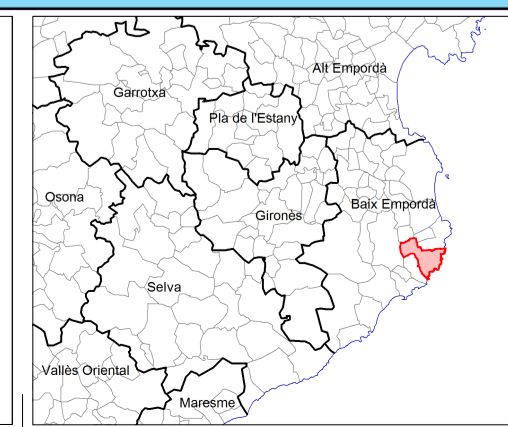 Alt Empordà
Garrotxa
Pla de l'Estany
Osona
Baix Empordà
Gironès
Selva
Vallès Oriental
Maresme